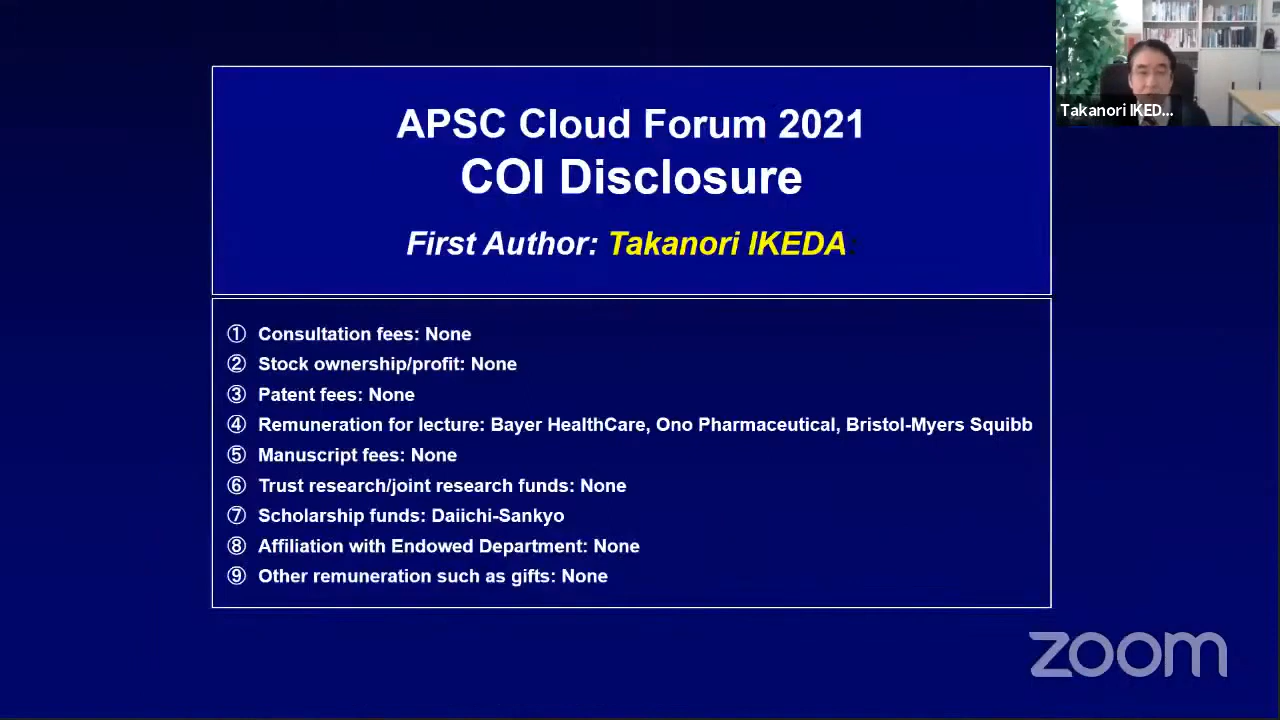 APSC Cloud Forum 2021
COI Disclosure
First Author: Takanori IKEDA
Takanori IKED...
① Consultation fees: None
② Stock ownership/profit: None
③ Patent fees: None
④ Remuneration for lecture: Bayer HealthCare, Ono Pharmaceutical, Bristol-Myers Squibb
⑤ Manuscript fees: None
⑥ Trust research/joint research funds: None
⑦ Scholarship funds: Daiichi-Sankyo
⑧ Affiliation with Endowed Department: None
⑨ Other remuneration such as gifts: None
zoom